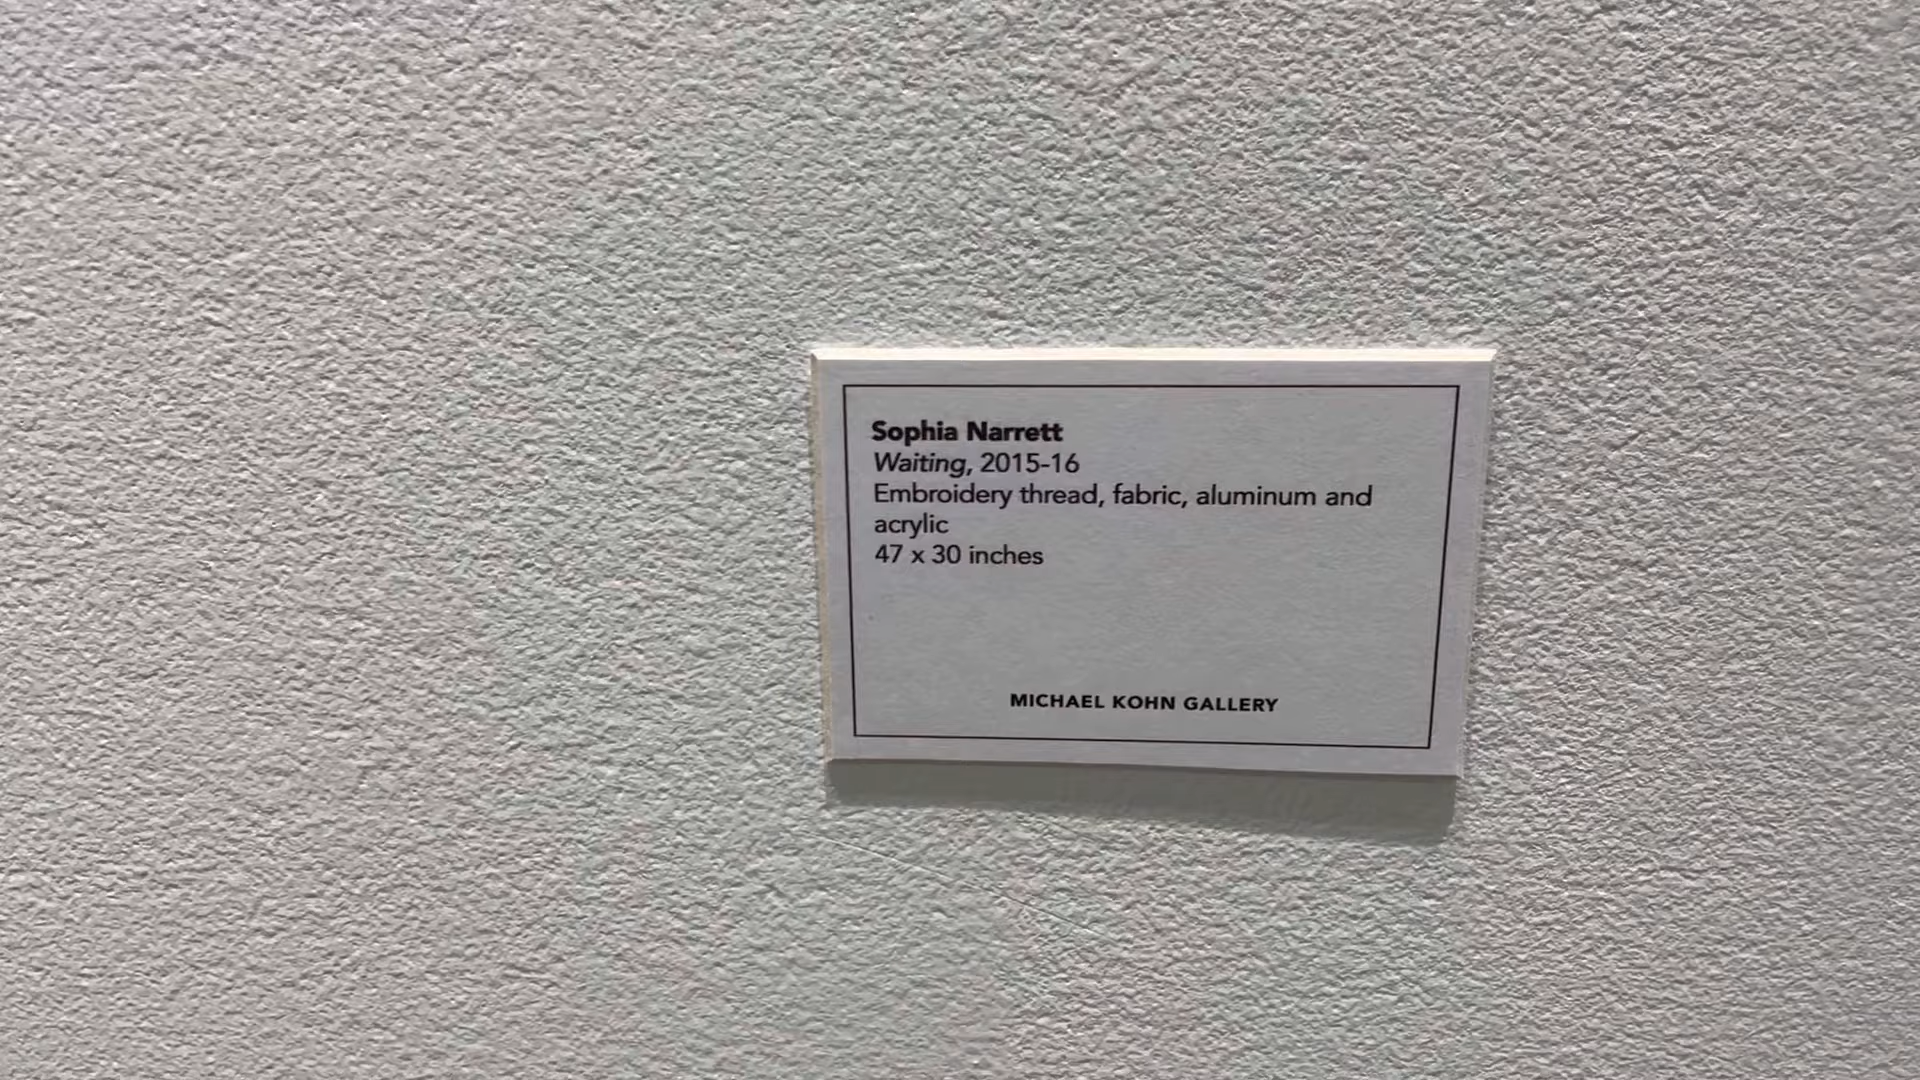 Sophia Narrett
Waiting, 2015-16
Embroidery thread, fabric, aluminum and
acrylic
47 x 30 inches
MICHAEL KOHN GALLERY